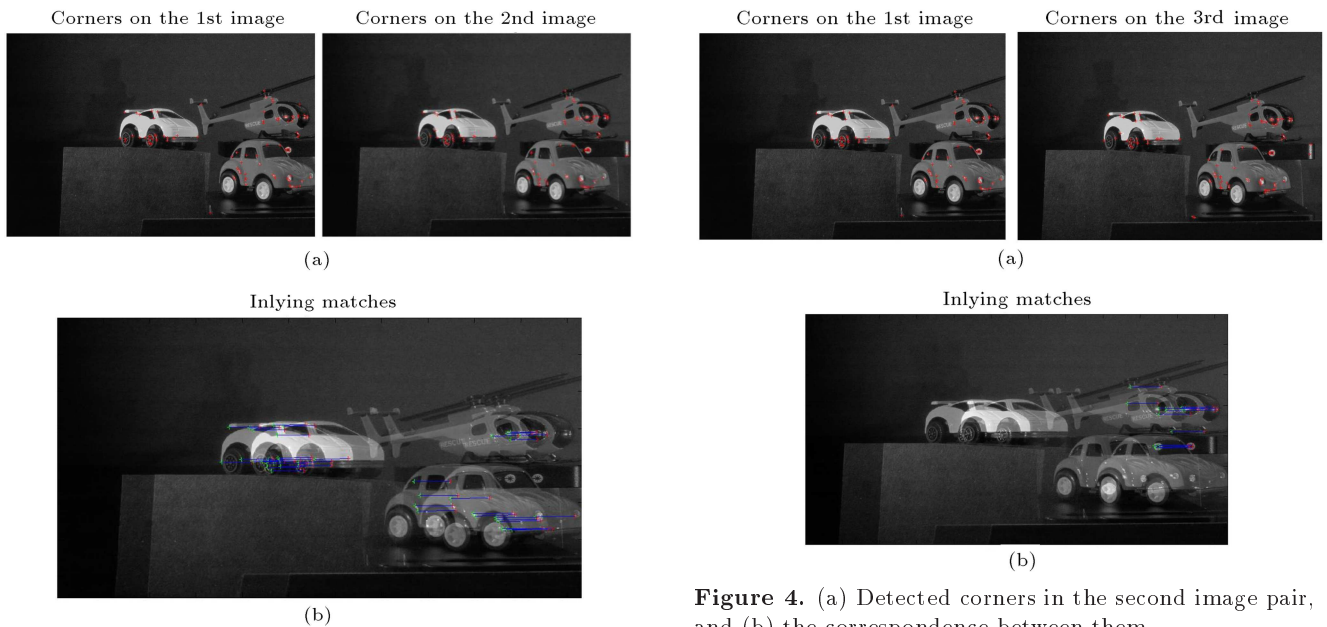 Corners on the 1st image
Corners on the 2nd image
(a)
Inlying matches
(b)
Corners on the 1st image
Corners on the 3rd image
(a)
Inlying matches
(b)
Figure 4. (a) Detected corners in the second image pair,
and (b) the correspondence between them